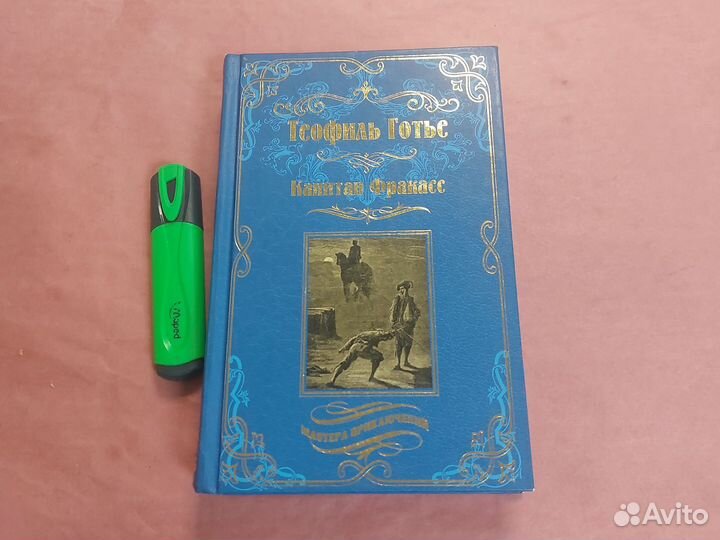 Теофиль Готье
Капитан Фракасс
МАСТЕРА ПРИКЛЮЧЕНИЙ
Maped
Avito